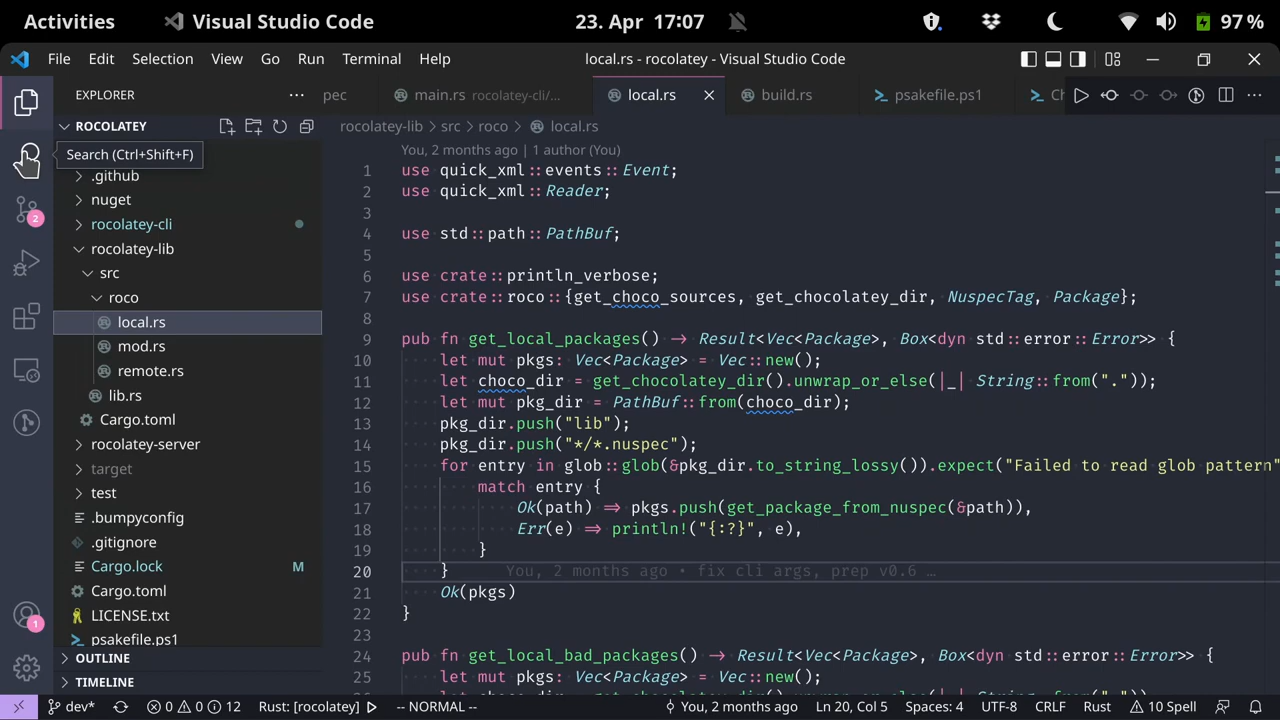 Activities Visual Studio Code 23. Apr 17:07 97 %
File Edit Selection View Go Run Terminal Help local.rs - rocolatey - Visual Studio Code
EXPLORER
pec main.rs rocolatey-cli/... local.rs build.rs psakefile.ps1 Ch
ROCOLATEY
rocolatey-lib > src > roco > local.rs
Search (Ctrl+Shift+F)
.github
nuget
rocolatey-cli
rocolatey-lib
src
roco
local.rs
mod.rs
remote.rs
lib.rs
Cargo.toml
rocolatey-server
target
test
.bumpyconfig
.gitignore
Cargo.lock M
Cargo.toml
LICENSE.txt
psakefile.ps1
OUTLINE
TIMELINE
2
1
You, 2 months ago | 1 author (You)
1 use quick_xml::events::Event;
2 use quick_xml::Reader;
3
4 use std::path::PathBuf;
5
6 use crate::println_verbose;
7 use crate::roco::{get_choco_sources, get_chocolatey_dir, NuspecTag, Package};
8
9 pub fn get_local_packages() -> Result<Vec<Package>, Box<dyn std::error::Error>> {
10 let mut pkgs: Vec<Package> = Vec::new();
11 let choco_dir = get_chocolatey_dir().unwrap_or_else(|_| String::from("."));
12 let mut pkg_dir = PathBuf::from(choco_dir);
13 pkg_dir.push("lib");
14 pkg_dir.push("*/*.nuspec");
15 for entry in glob::glob(&pkg_dir.to_string_lossy()).expect("Failed to read glob pattern"
16 match entry {
17 Ok(path) => pkgs.push(get_package_from_nuspec(&path)),
18 Err(e) => println!("{:?}", e),
19 }
20 } You, 2 months ago • fix cli args, prep v0.6 …
21 Ok(pkgs)
22 }
23
24 pub fn get_local_bad_packages() -> Result<Vec<Package>, Box<dyn std::error::Error>> {
25 let mut pkgs: Vec<Package> = Vec::new();
dev* 0 0 12 Rust: [rocolatey] -- NORMAL -- You, 2 months ago Ln 20, Col 5 Spaces: 4 UTF-8 CRLF Rust 10 Spell